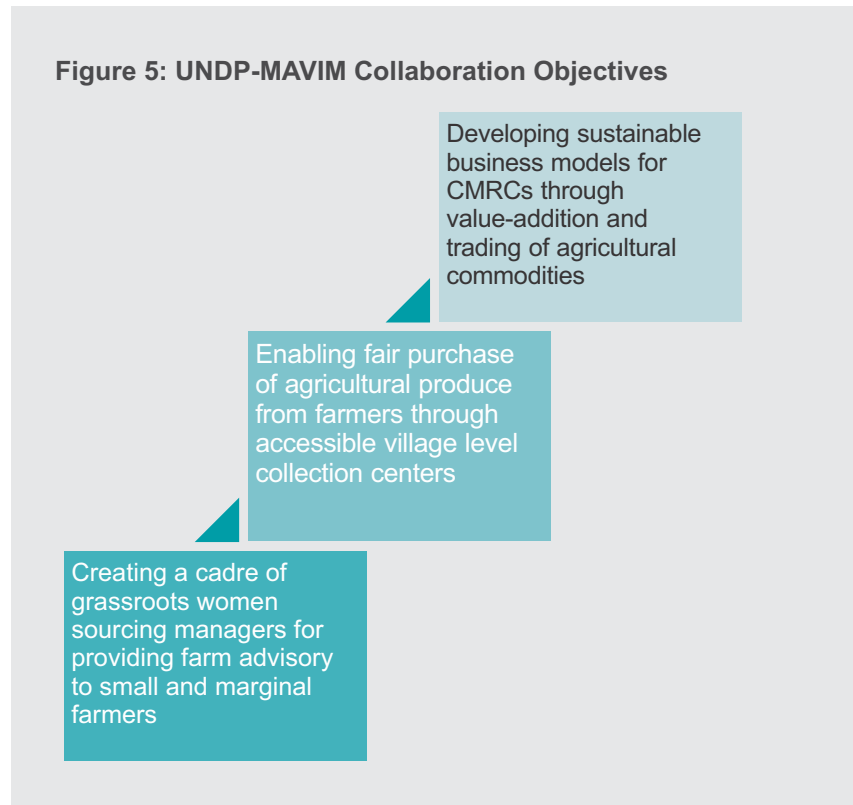 Figure 5: UNDP-MAVIM Collaboration Objectives
Developing sustainable
business models for
CMRCs through
value-addition and
trading of agricultural
commodities
Enabling fair purchase
of agricultural produce
from farmers through
accessible village level
collection centers
Creating a cadre of
grassroots women
sourcing managers for
providing farm advisory
to small and marginal
farmers